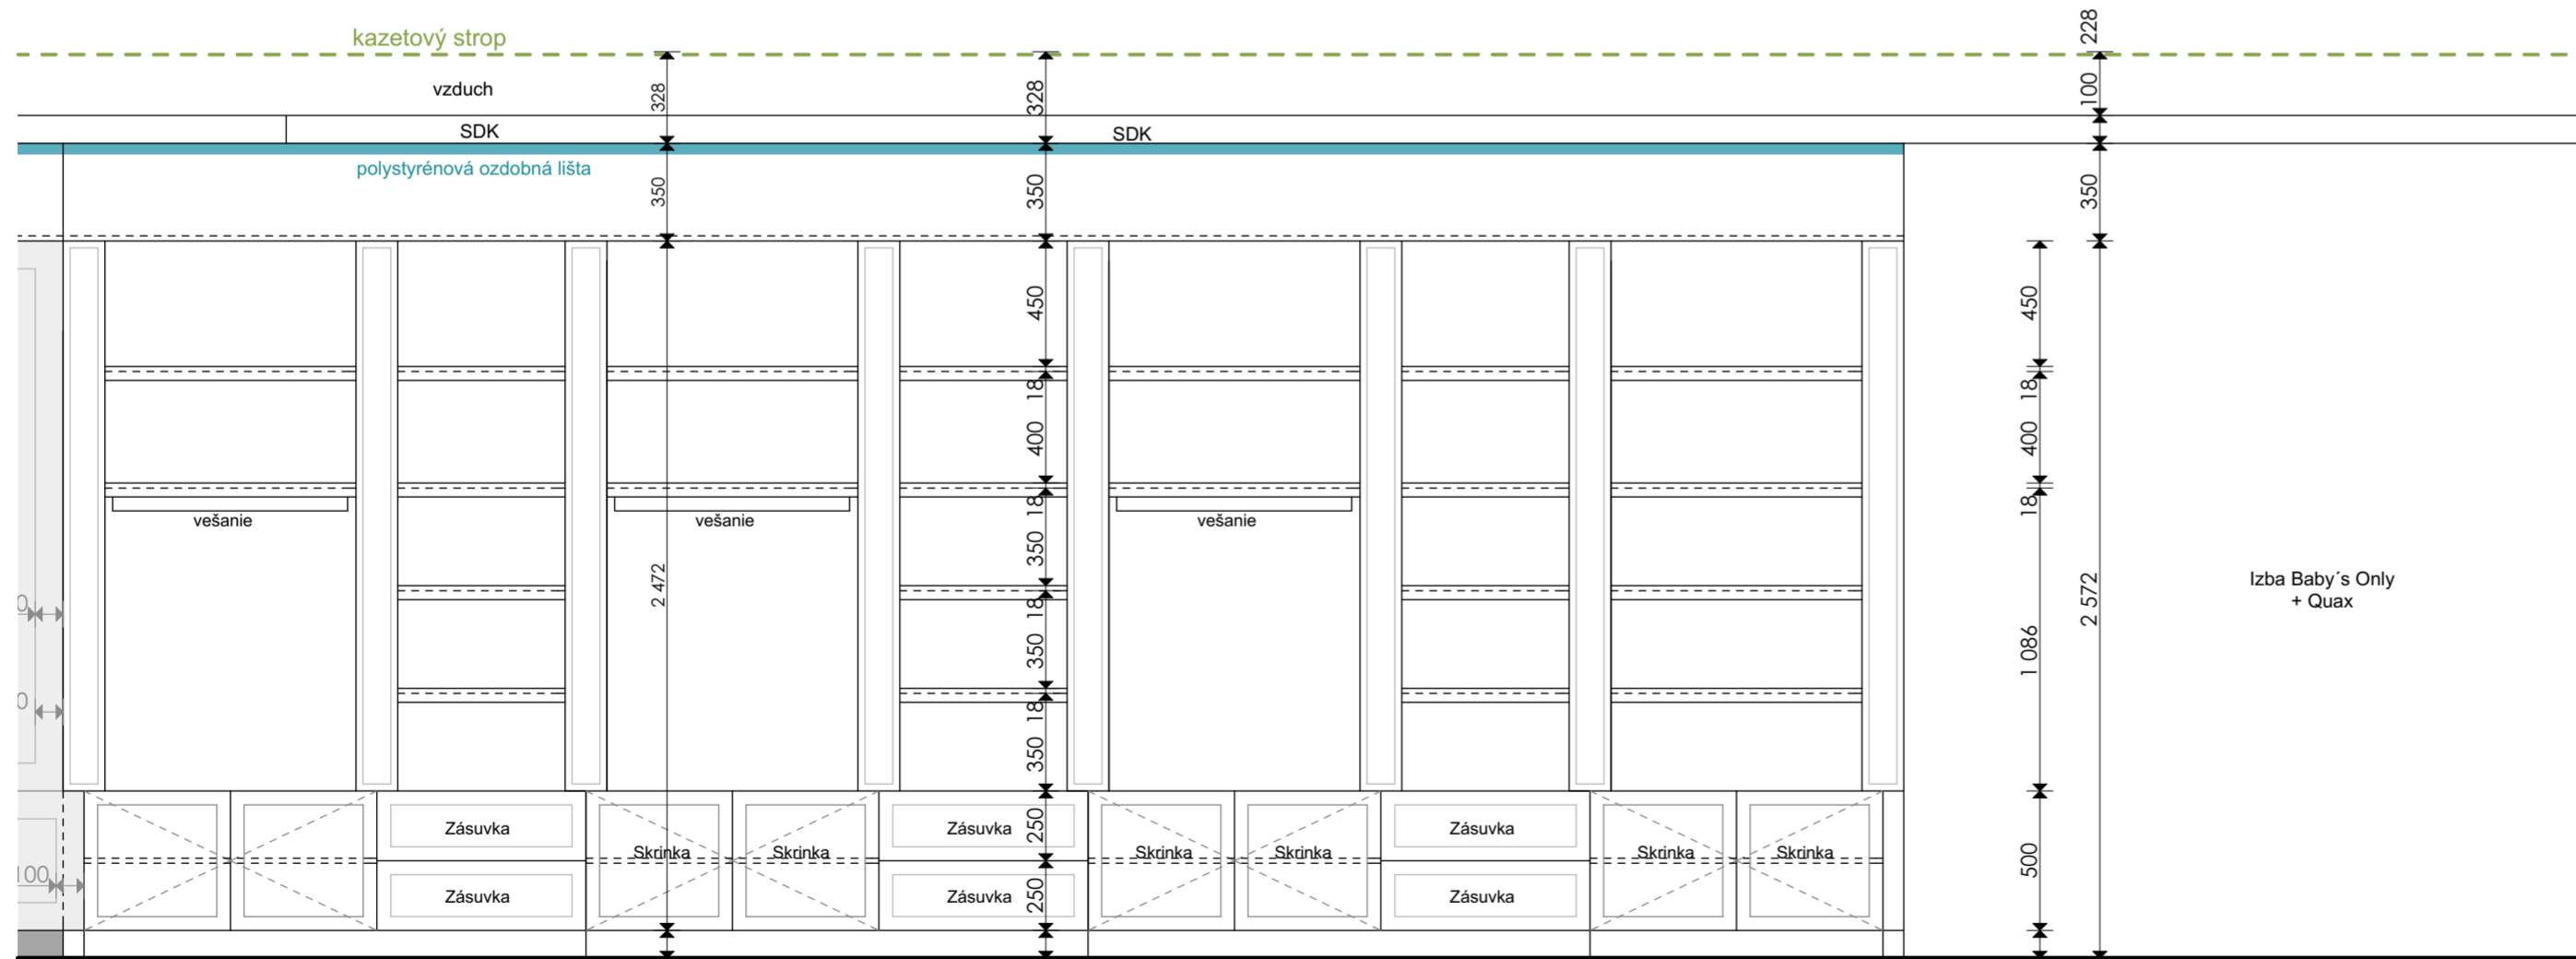 kazetový strop
228
vzduch
328
328
100
SDK
SDK
polystyrénová ozdobná lišta
350
350
350
450
450
18
18
400
400
18
18
vešanie
vešanie
vešanie
350
2 472
18
2 572
Izba Baby´s Only
+ Quax
0
350
1 086
0
18
350
Zásuvka
Zásuvka
Zásuvka
250
Skrinka
Skrinka
Skrinka
Skrinka
Skrinka
Skrinka
500
100
Zásuvka
Zásuvka
250
Zásuvka